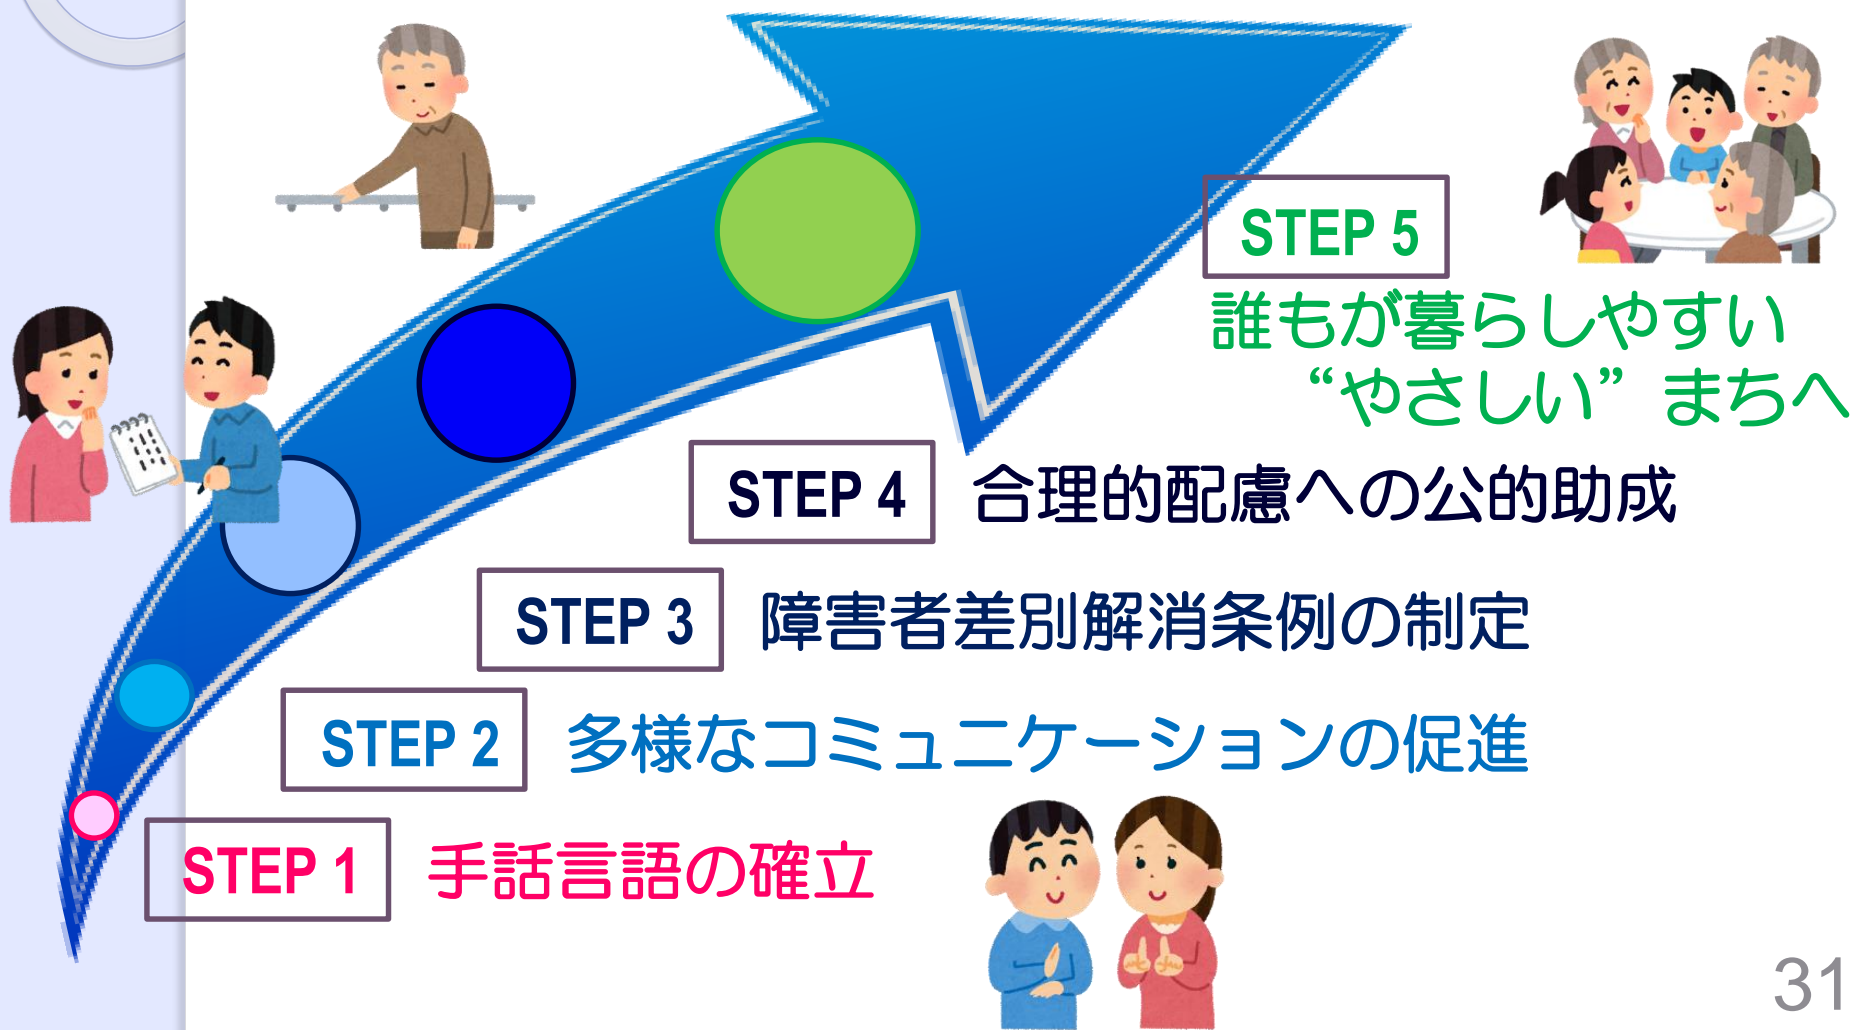 STEP 5
誰もが暮らしやすい
“やさしい”まちへ
STEP 4 合理的配慮への公的助成
STEP 3 障害者差別解消条例の制定
STEP 2 多様なコミュニケーションの促進
STEP 1 手話言語の確立
31